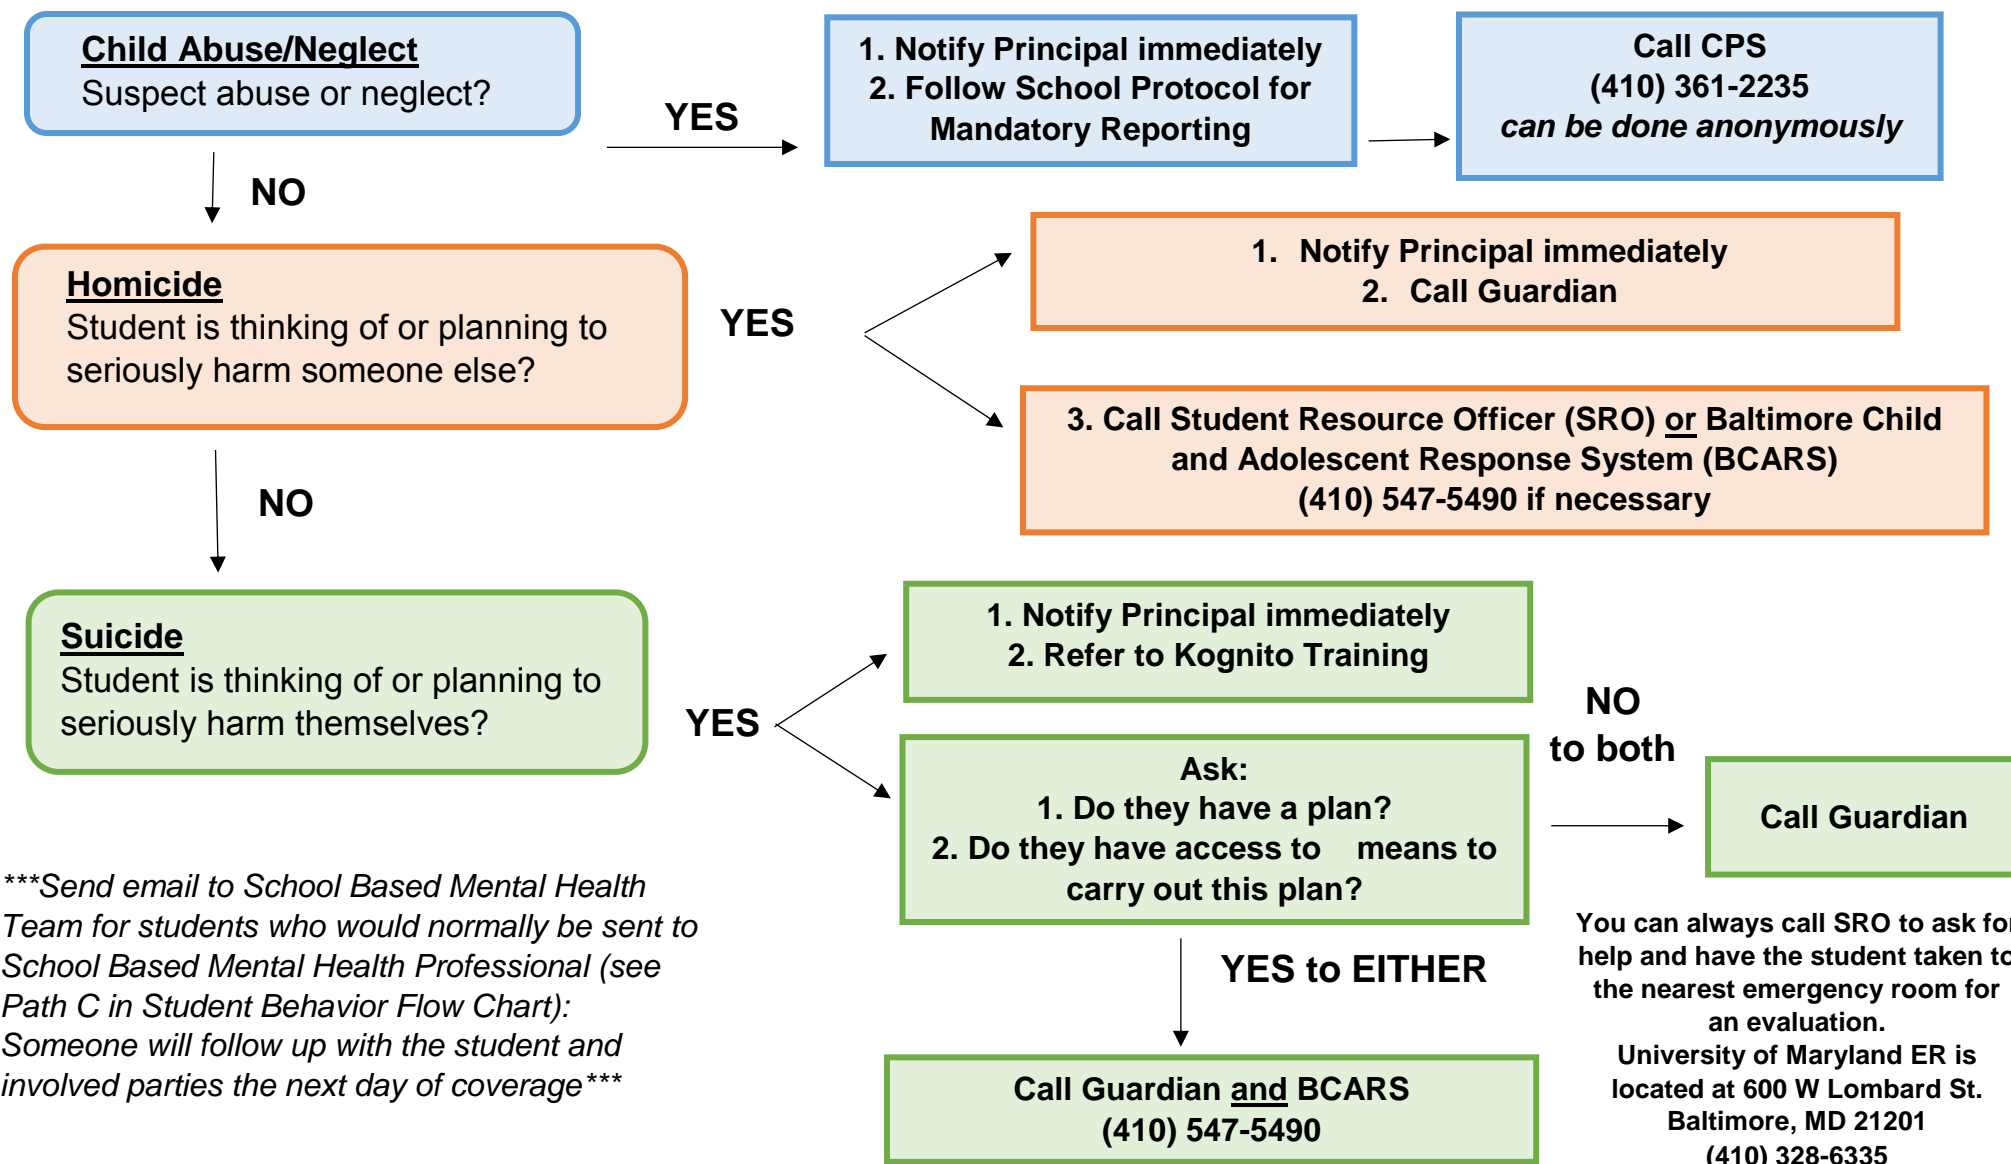 Child Abuse/Neglect
Suspect abuse or neglect?
YES
1. Notify Principal immediately
2. Follow School Protocol for
Mandatory Reporting
Call CPS
(410) 361-2235
can be done anonymously
NO
Homicide
Student is thinking of or planning to
seriously harm someone else?
YES
1. Notify Principal immediately
2. Call Guardian
3. Call Student Resource Officer (SRO) or Baltimore Child
and Adolescent Response System (BCARS)
(410) 547-5490 if necessary
NO
Suicide
Student is thinking of or planning to
seriously harm themselves?
YES
1. Notify Principal immediately
2. Refer to Kognito Training
Ask:
1. Do they have a plan?
2. Do they have access to means to
carry out this plan?
NO
to both
Call Guardian
YES to EITHER
Call Guardian and BCARS
(410) 547-5490
***Send email to School Based Mental Health
Team for students who would normally be sent to
School Based Mental Health Professional (see
Path C in Student Behavior Flow Chart):
Someone will follow up with the student and
involved parties the next day of coverage***
You can always call SRO to ask for
help and have the student taken to
the nearest emergency room for
an evaluation.
University of Maryland ER is
located at 600 W Lombard St.
Baltimore, MD 21201
(410) 328-6335